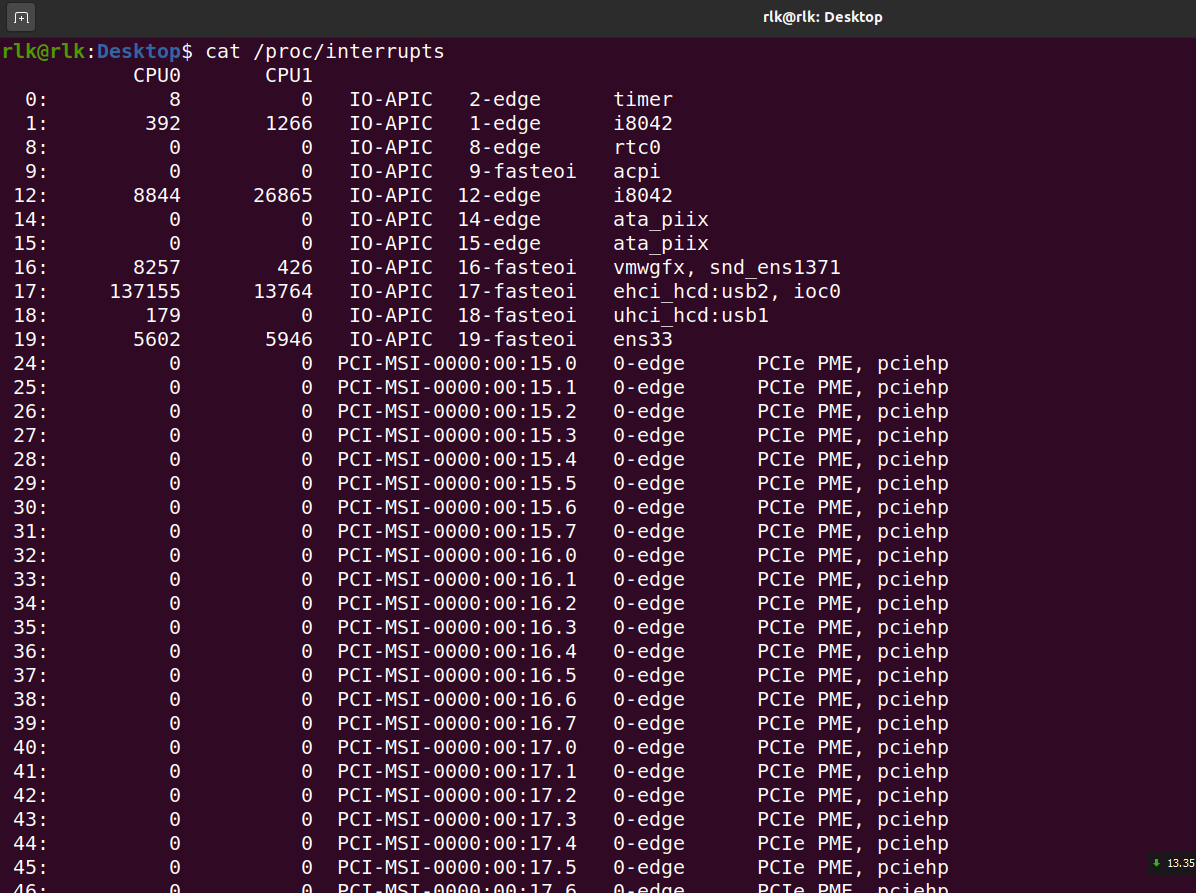 rlk@rlk: Desktop
rlk@rlk:Desktop$ cat /proc/interrupts
CPU0 CPU1
0: 8 0 IO-APIC 2-edge timer
1: 392 1266 IO-APIC 1-edge i8042
8: 0 0 IO-APIC 8-edge rtc0
9: 0 0 IO-APIC 9-fasteoi acpi
12: 8844 26865 IO-APIC 12-edge i8042
14: 0 0 IO-APIC 14-edge ata_piix
15: 0 0 IO-APIC 15-edge ata_piix
16: 8257 426 IO-APIC 16-fasteoi vmwgfx, snd_ens1371
17: 137155 13764 IO-APIC 17-fasteoi ehci_hcd:usb2, ioc0
18: 179 0 IO-APIC 18-fasteoi uhci_hcd:usb1
19: 5602 5946 IO-APIC 19-fasteoi ens33
24: 0 0 PCI-MSI-0000:00:15.0 0-edge PCIe PME, pciehp
25: 0 0 PCI-MSI-0000:00:15.1 0-edge PCIe PME, pciehp
26: 0 0 PCI-MSI-0000:00:15.2 0-edge PCIe PME, pciehp
27: 0 0 PCI-MSI-0000:00:15.3 0-edge PCIe PME, pciehp
28: 0 0 PCI-MSI-0000:00:15.4 0-edge PCIe PME, pciehp
29: 0 0 PCI-MSI-0000:00:15.5 0-edge PCIe PME, pciehp
30: 0 0 PCI-MSI-0000:00:15.6 0-edge PCIe PME, pciehp
31: 0 0 PCI-MSI-0000:00:15.7 0-edge PCIe PME, pciehp
32: 0 0 PCI-MSI-0000:00:16.0 0-edge PCIe PME, pciehp
33: 0 0 PCI-MSI-0000:00:16.1 0-edge PCIe PME, pciehp
34: 0 0 PCI-MSI-0000:00:16.2 0-edge PCIe PME, pciehp
35: 0 0 PCI-MSI-0000:00:16.3 0-edge PCIe PME, pciehp
36: 0 0 PCI-MSI-0000:00:16.4 0-edge PCIe PME, pciehp
37: 0 0 PCI-MSI-0000:00:16.5 0-edge PCIe PME, pciehp
38: 0 0 PCI-MSI-0000:00:16.6 0-edge PCIe PME, pciehp
39: 0 0 PCI-MSI-0000:00:16.7 0-edge PCIe PME, pciehp
40: 0 0 PCI-MSI-0000:00:17.0 0-edge PCIe PME, pciehp
41: 0 0 PCI-MSI-0000:00:17.1 0-edge PCIe PME, pciehp
42: 0 0 PCI-MSI-0000:00:17.2 0-edge PCIe PME, pciehp
43: 0 0 PCI-MSI-0000:00:17.3 0-edge PCIe PME, pciehp
44: 0 0 PCI-MSI-0000:00:17.4 0-edge PCIe PME, pciehp
45: 0 0 PCI-MSI-0000:00:17.5 0-edge PCIe PME, pciehp
46: 0 0 PCI-MSI-0000:00:17.6 0-edge PCIe PME, pciehp
13.35